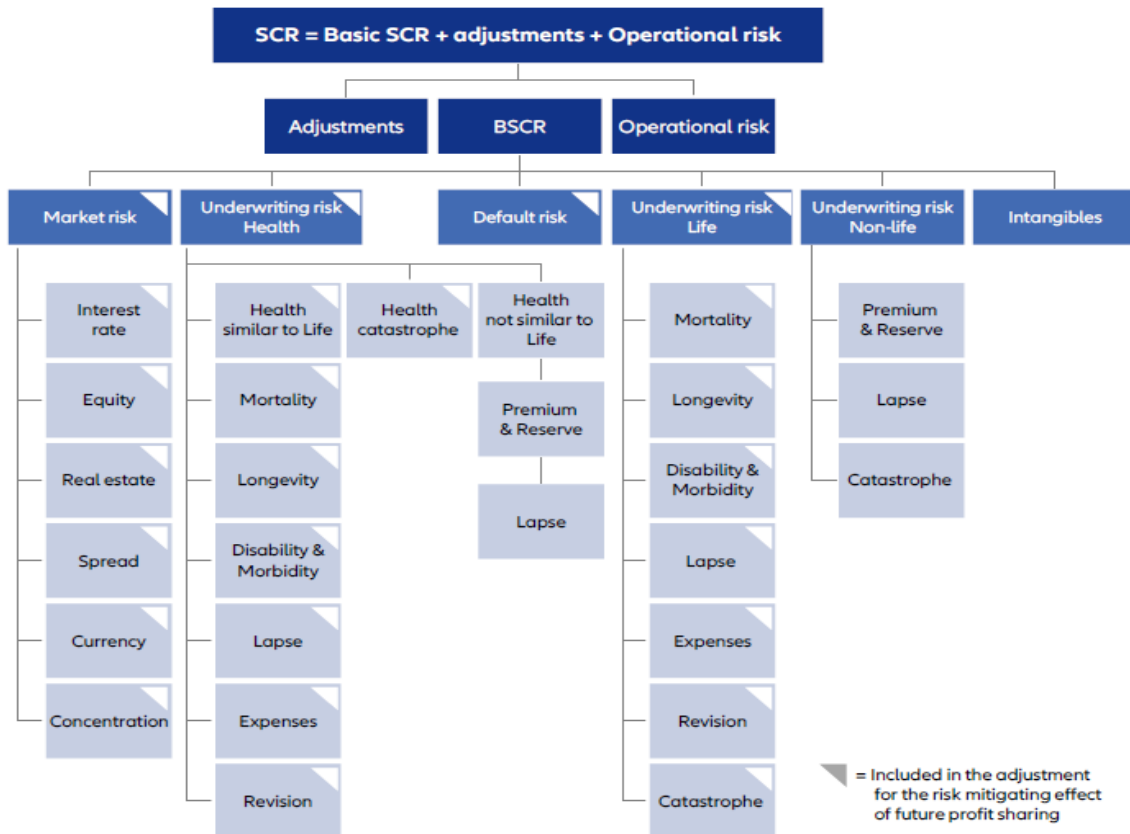 SCR = Basic SCR + adjustments + Operational risk
Adjustments
BSCR
Operational risk
Market risk
Underwriting risk
Health
Default risk
Underwriting risk
Life
Underwriting risk
Non-life
Intangibles
Interest
rate
Equity
Real estate
Spread
Currency
Concentration
Health
similar to Life
Mortality
Longevity
Disability &
Morbidity
Lapse
Expenses
Revision
Health
catastrophe
Health
not similar to
Life
Premium
& Reserve
Lapse
Mortality
Longevity
Disability &
Morbidity
Lapse
Expenses
Revision
Catastrophe
Premium
& Reserve
Lapse
Catastrophe
= Included in the adjustment
for the risk mitigating effect
of future profit sharing